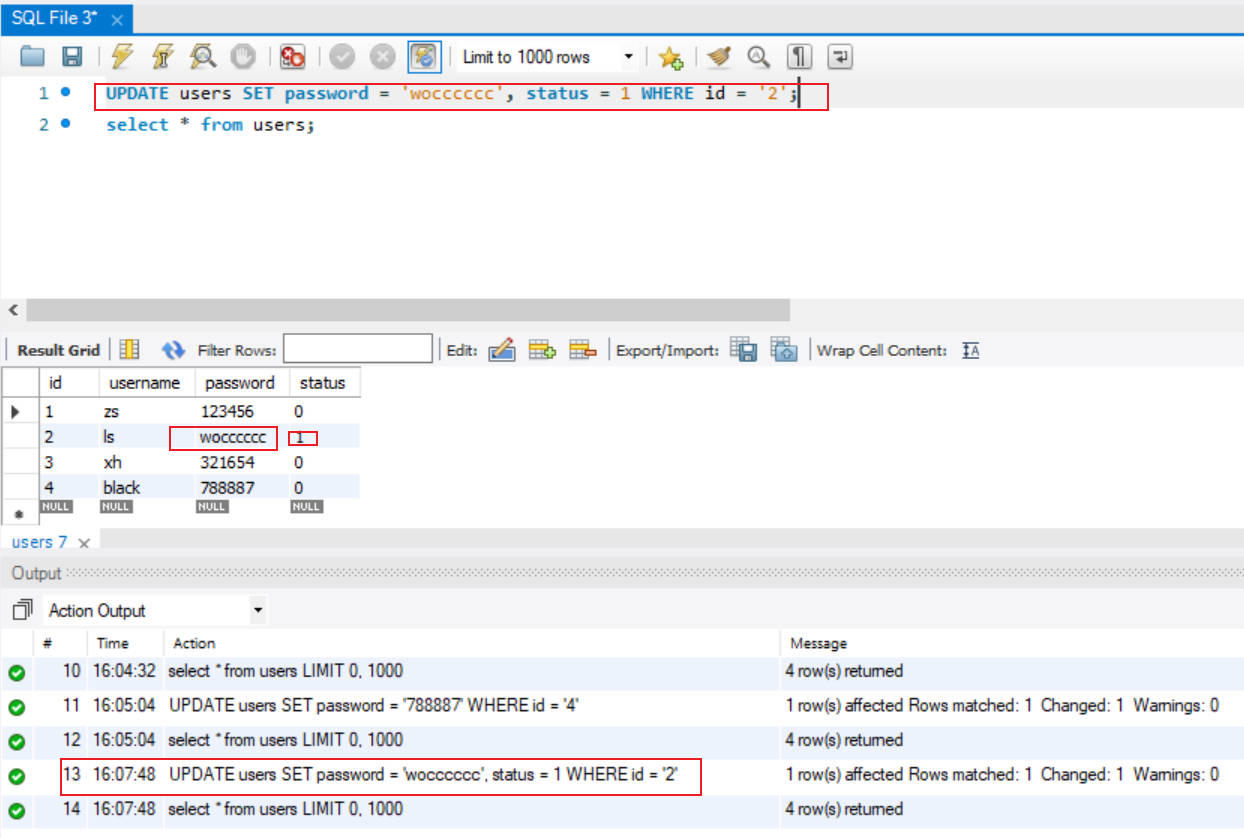 SQL File 3*
Limit to 1000 rows
1 UPDATE users SET password = 'wocccccc', status = 1 WHERE id = '2';
2 select * from users;
Result Grid Filter Rows: Edit: Export/Import: Wrap Cell Content:
id username password status
1 zs 123456 0
2 ls wocccccc 1
3 xh 321654 0
4 black 788887 0
NULL NULL NULL NULL
users 7
Output
Action Output
# Time Action Message
10 16:04:32 select * from users LIMIT 0, 1000 4 row(s) returned
11 16:05:04 UPDATE users SET password = '788887' WHERE id = '4' 1 row(s) affected Rows matched: 1 Changed: 1 Warnings: 0
12 16:05:04 select * from users LIMIT 0, 1000 4 row(s) returned
13 16:07:48 UPDATE users SET password = 'wocccccc', status = 1 WHERE id = '2' 1 row(s) affected Rows matched: 1 Changed: 1 Warnings: 0
14 16:07:48 select * from users LIMIT 0, 1000 4 row(s) returned